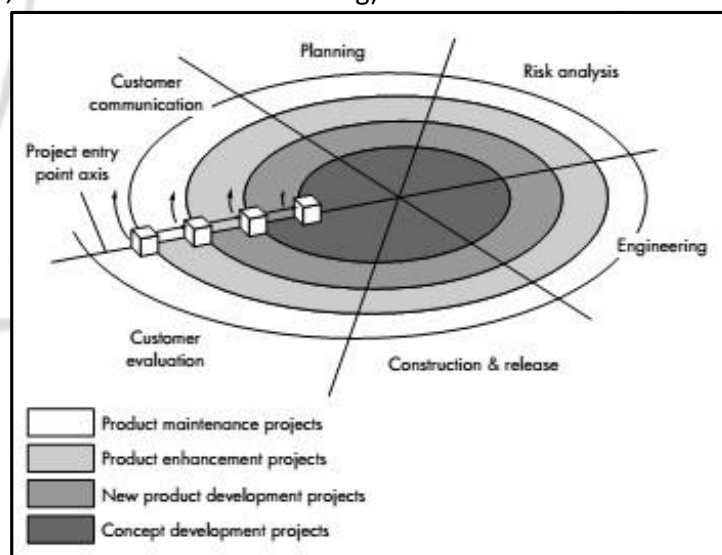 Planning
Risk analysis
Customer
communication
Project entry
point axis
Engineering
Customer
evaluation
Construction & release
Product maintenance projects
Product enhancement projects
New product development projects
Concept development projects